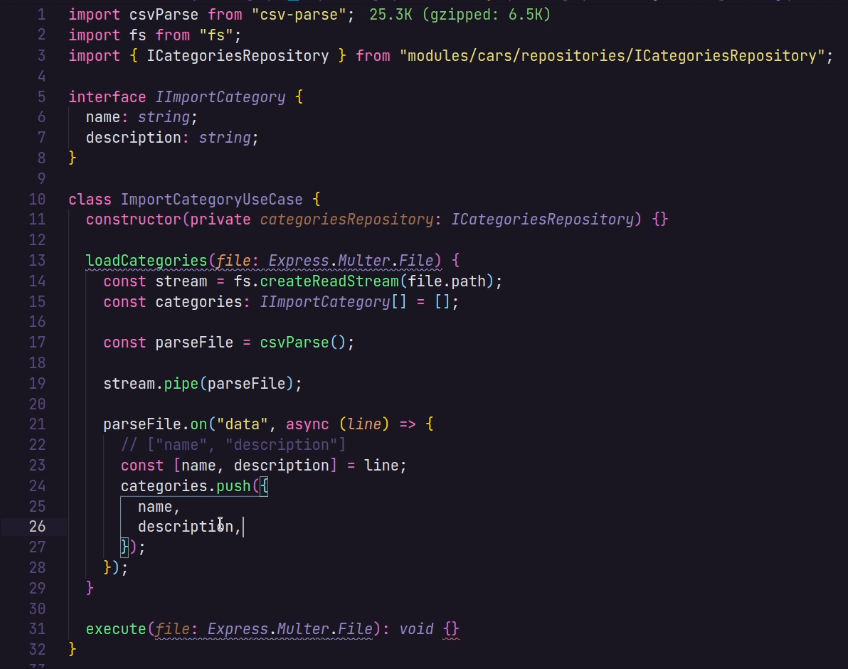 1 import csvParse from "csv-parse"; 25.3K (gzipped: 6.5K)
2 import fs from "fs";
3 import { ICategoriesRepository } from "modules/cars/repositories/ICategoriesRepository";
4
5 interface IImportCategory {
6   name: string;
7   description: string;
8 }
9
10 class ImportCategoryUseCase {
11   constructor(private categoriesRepository: ICategoriesRepository) {}
12
13   loadCategories(file: Express.Multer.File) {
14     const stream = fs.createReadStream(file.path);
15     const categories: IImportCategory[] = [];
16
17     const parseFile = csvParse();
18
19     stream.pipe(parseFile);
20
21     parseFile.on("data", async (line) => {
22       // ["name", "description"]
23       const [name, description] = line;
24       categories.push({
25         name,
26         description,
27       });
28     });
29   }
30
31   execute(file: Express.Multer.File): void {}
32 }